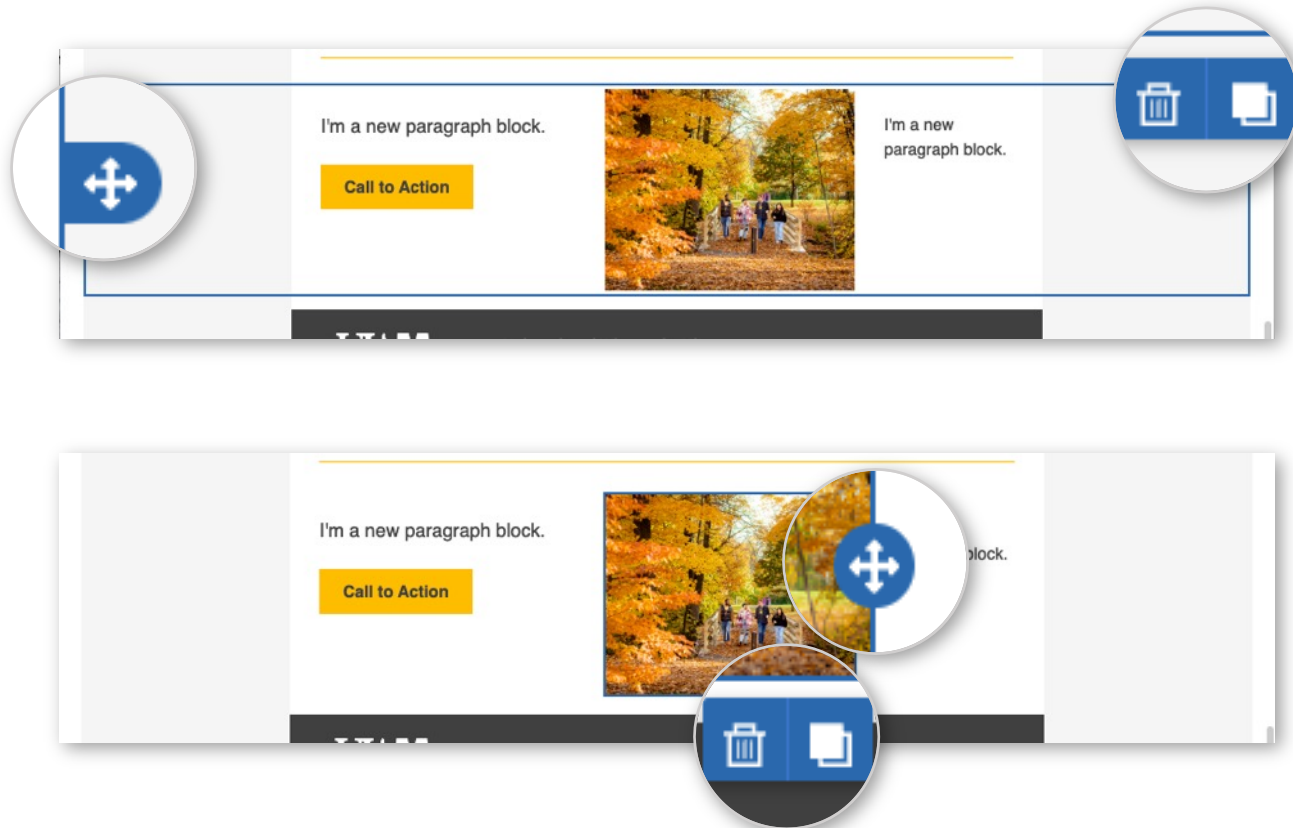 I'm a new paragraph block.
Call to Action
I'm a new
paragraph block.
I'm a new paragraph block.
Call to Action
block.